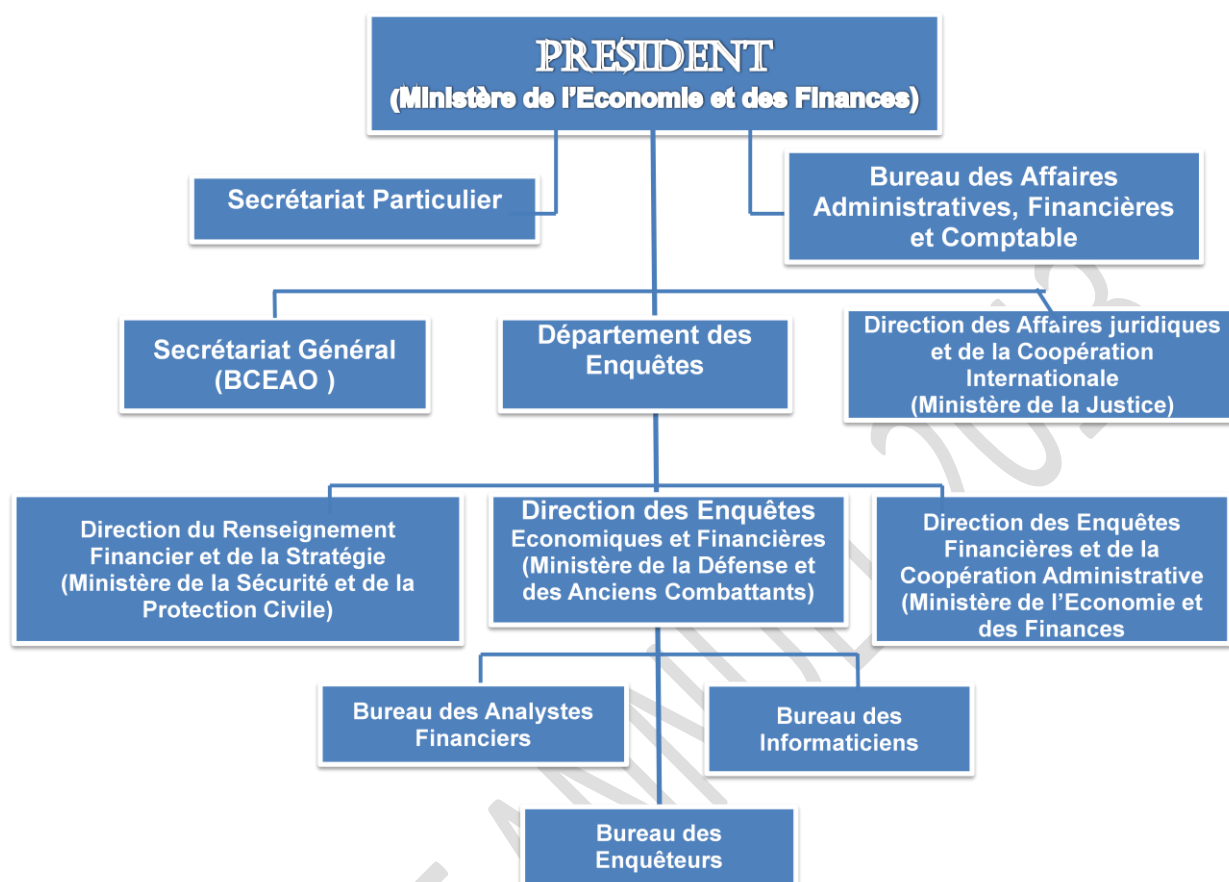 PRESIDENT
(Ministère de l'Economie et des Finances)
Secrétariat Particulier
Bureau des Affaires
Administratives, Financières
et Comptable
Secrétariat Général
(BCEAO )
Département des
Enquêtes
Direction des Affaires juridiques
et de la Coopération
Internationale
(Ministère de la Justice)
Direction du Renseignement
Financier et de la Stratégie
(Ministère de la Sécurité et de la
Protection Civile)
Direction des Enquêtes
Economiques et Financières
(Ministère de la Défense et
des Anciens Combattants)
Direction des Enquêtes
Financières et de la
Coopération Administrative
(Ministère de l'Economie et
des Finances
Bureau des Analystes
Financiers
Bureau des
Informaticiens
Bureau des
Enquêteurs